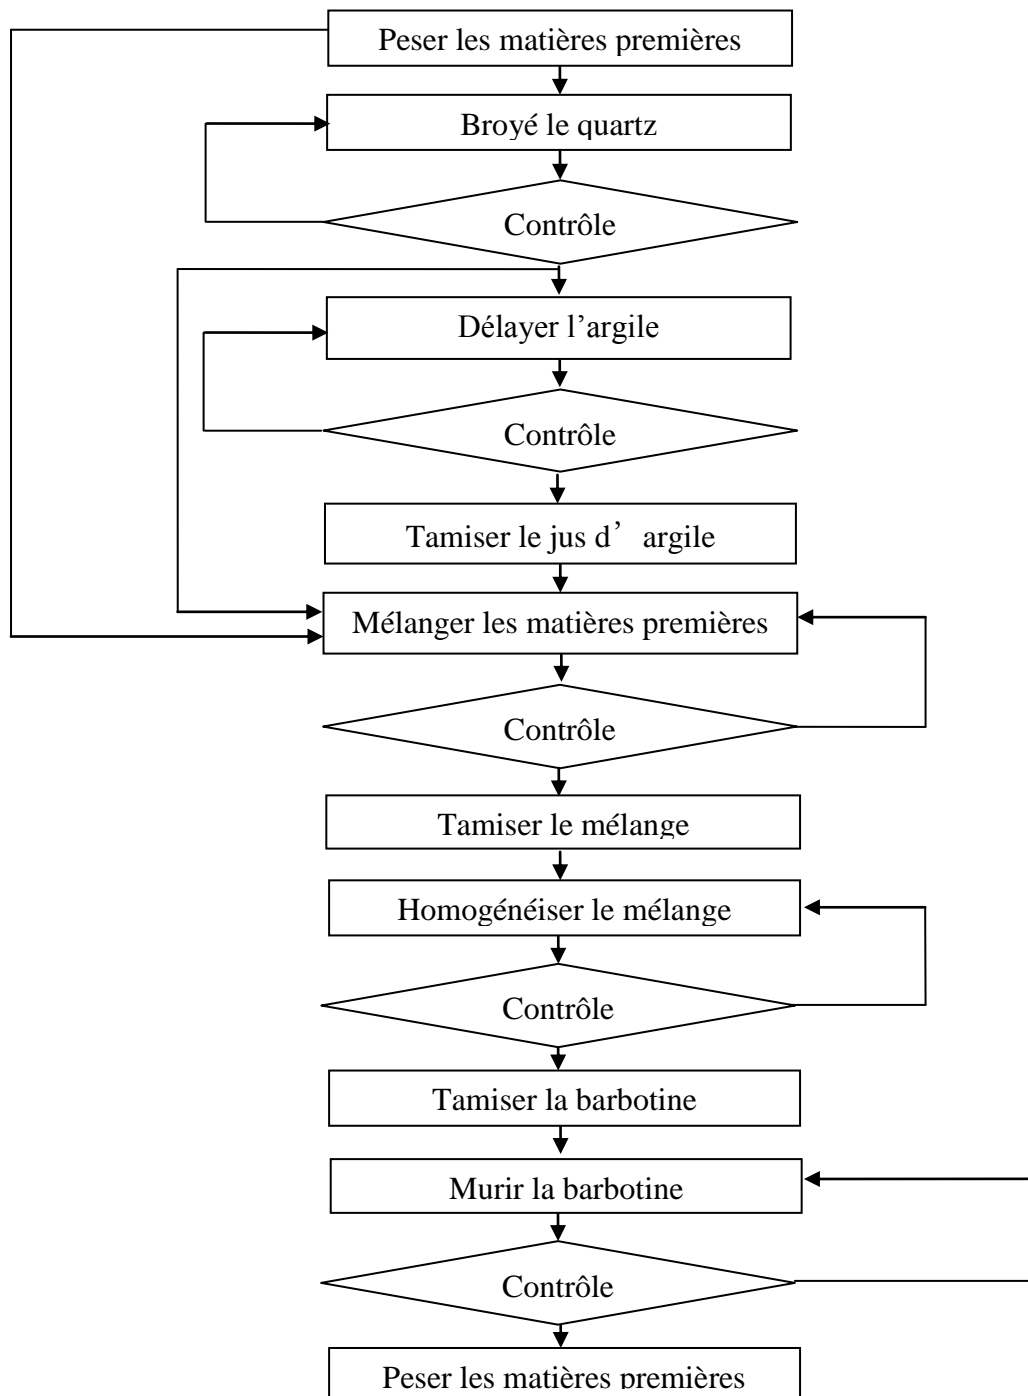 Peser les matières premières
Broyé le quartz
Contrôle
Délayer l’argile
Contrôle
Tamiser le jus d’ argile
Mélanger les matières premières
Contrôle
Tamiser le mélange
Homogénéiser le mélange
Contrôle
Tamiser la barbotine
Murir la barbotine
Contrôle
Peser les matières premières